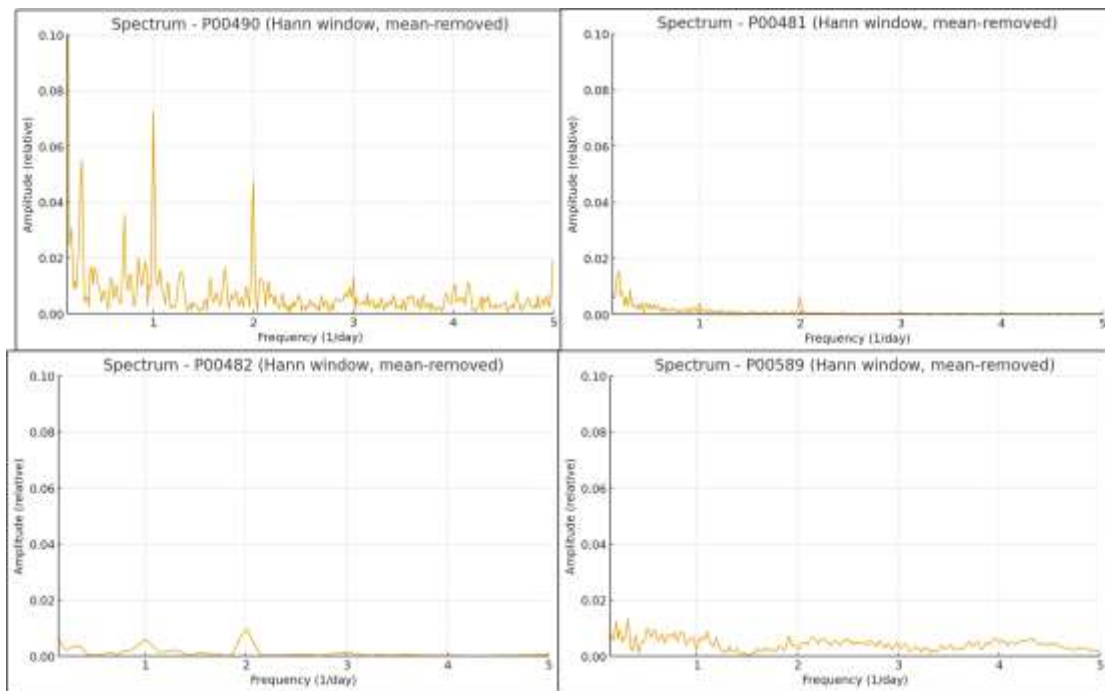 Spectrum - P00490 (Hann window, mean-removed)
0.10
0.08
0.06
0.04
0.02
0.00
Amplitude (relative)
1 2 3 4 5
Frequency (1/day)
Spectrum - P00481 (Hann window, mean-removed)
0.10
0.08
0.06
0.04
0.02
0.00
Amplitude (relative)
1 2 3 4 5
Frequency (1/day)
Spectrum - P00482 (Hann window, mean-removed)
0.10
0.08
0.06
0.04
0.02
0.00
Amplitude (relative)
1 2 3 4 5
Frequency (1/day)
Spectrum - P00589 (Hann window, mean-removed)
0.10
0.08
0.06
0.04
0.02
0.00
Amplitude (relative)
1 2 3 4 5
Frequency (1/day)